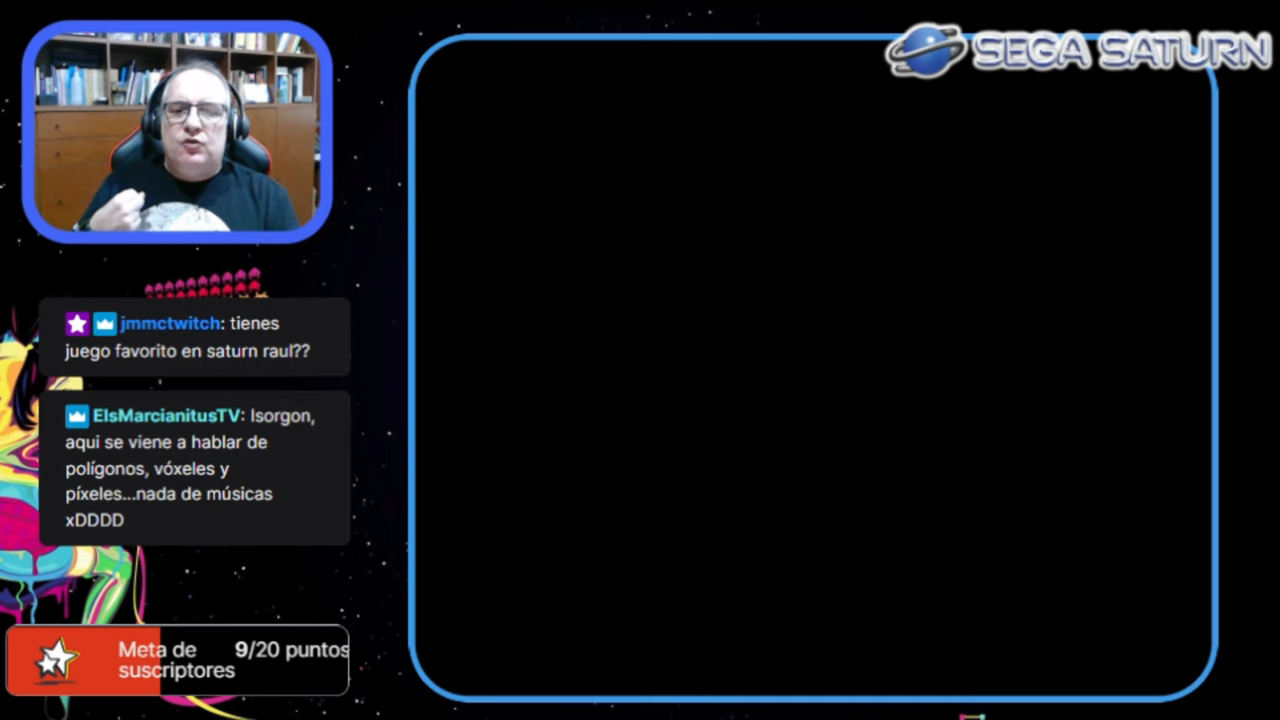 SEGA SATURN
jmmctwitch: tienes
juego favorito en saturn raul??
ElsMarcianitusTV: Isorgon,
aqui se viene a hablar de
polígonos, vóxeles y
píxeles...nada de músicas
xDDDD
Meta de
suscriptores
9/20 puntos